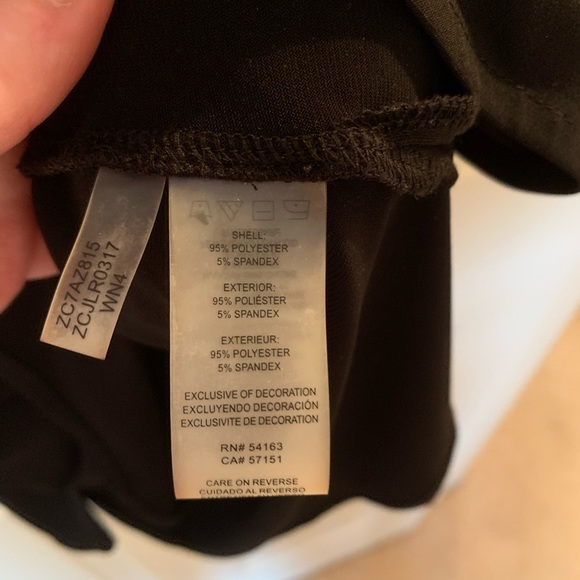 ZC7AZ815
ZCJLR0317
WN4
SHELL:
95% POLYESTER
5% SPANDEX
EXTERIOR:
95% POLIÉSTER
5% SPANDEX
EXTERIEUR:
95% POLYESTER
5% SPANDEX
EXCLUSIVE OF DECORATION
EXCLUYENDO DECORACIÓN
EXCLUSIVITE DE DECORATION
RN# 54163
CA# 57151
CARE ON REVERSE
CUIDADO AL REVERSO